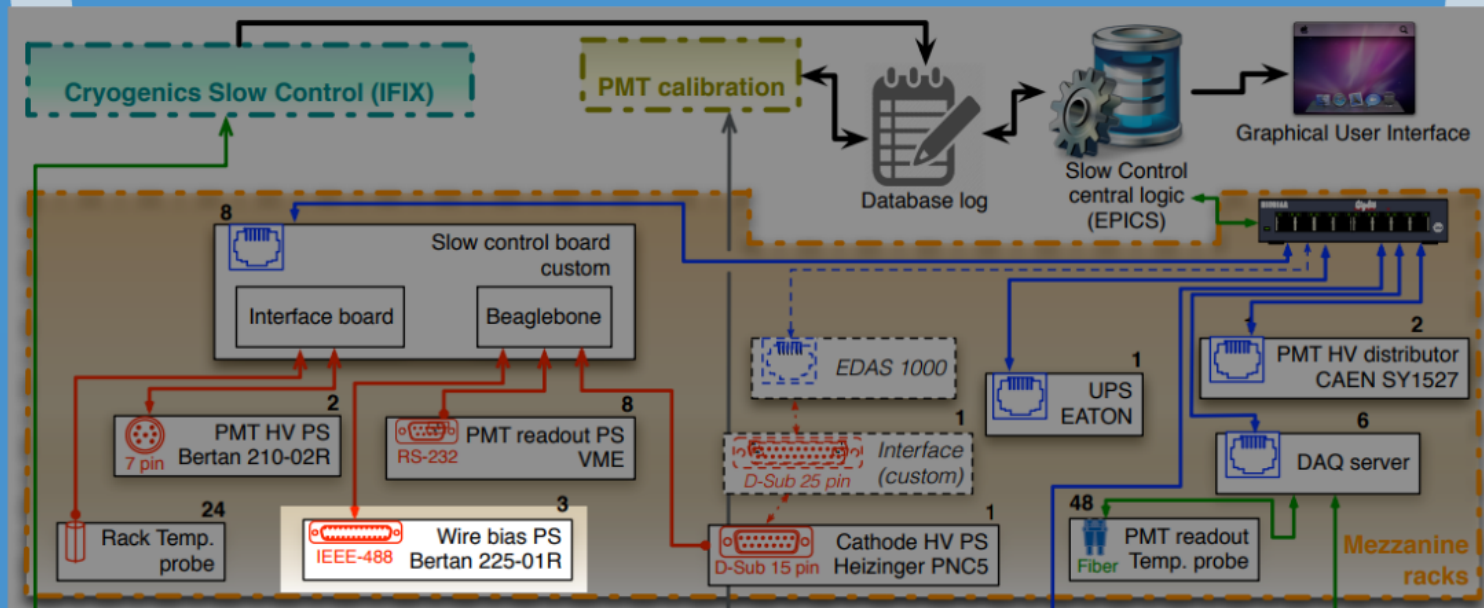 Cryogenics Slow Control (IFIX)
PMT calibration
Database log
Slow Control
central logic
(EPICS)
Graphical User Interface
8
Slow control board
custom
Interface board
Beaglebone
2
PMT HV PS
Bertan 210-02R
7 pin
8
PMT readout PS
VME
RS-232
EDAS 1000
1
Interface
(custom)
D-Sub 25 pin
1
UPS
EATON
2
PMT HV distributor
CAEN SY1527
6
DAQ server
24
Rack Temp.
probe
3
Wire bias PS
Bertan 225-01R
IEEE-488
1
Cathode HV PS
Heizinger PNC5
D-Sub 15 pin
48
PMT readout
Temp. probe
Fiber
Mezzanine
racks